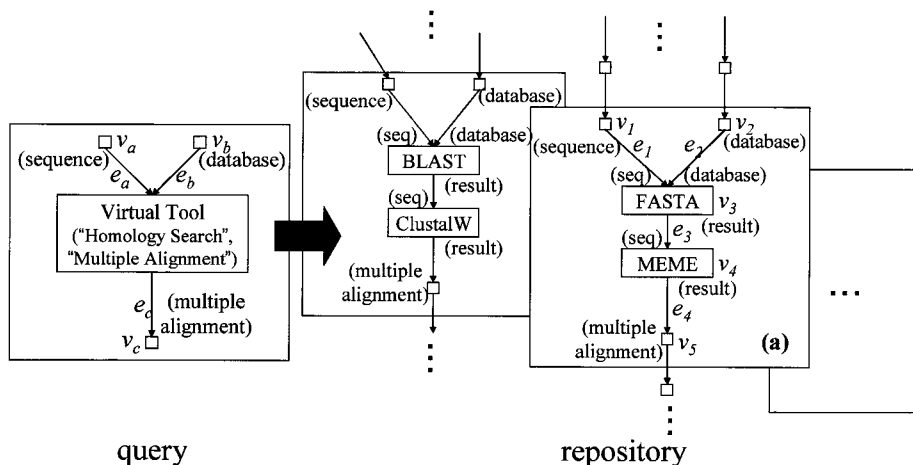 v_a
v_b
(sequence)
(database)
e_a
e_b
Virtual Tool
("Homology Search",
"Multiple Alignment")
e_c
(multiple
alignment)
v_c
query
(sequence)
(database)
(seq)
(database)
BLAST
(result)
(seq)
ClustalW
(result)
(multiple
alignment)
v_1
v_2
(sequence)
(database)
e_1
e_2
(seq)
(database)
FASTA
v_3
(result)
e_3
(seq)
MEME
v_4
(result)
e_4
(multiple
alignment)
v_5
(a)
repository